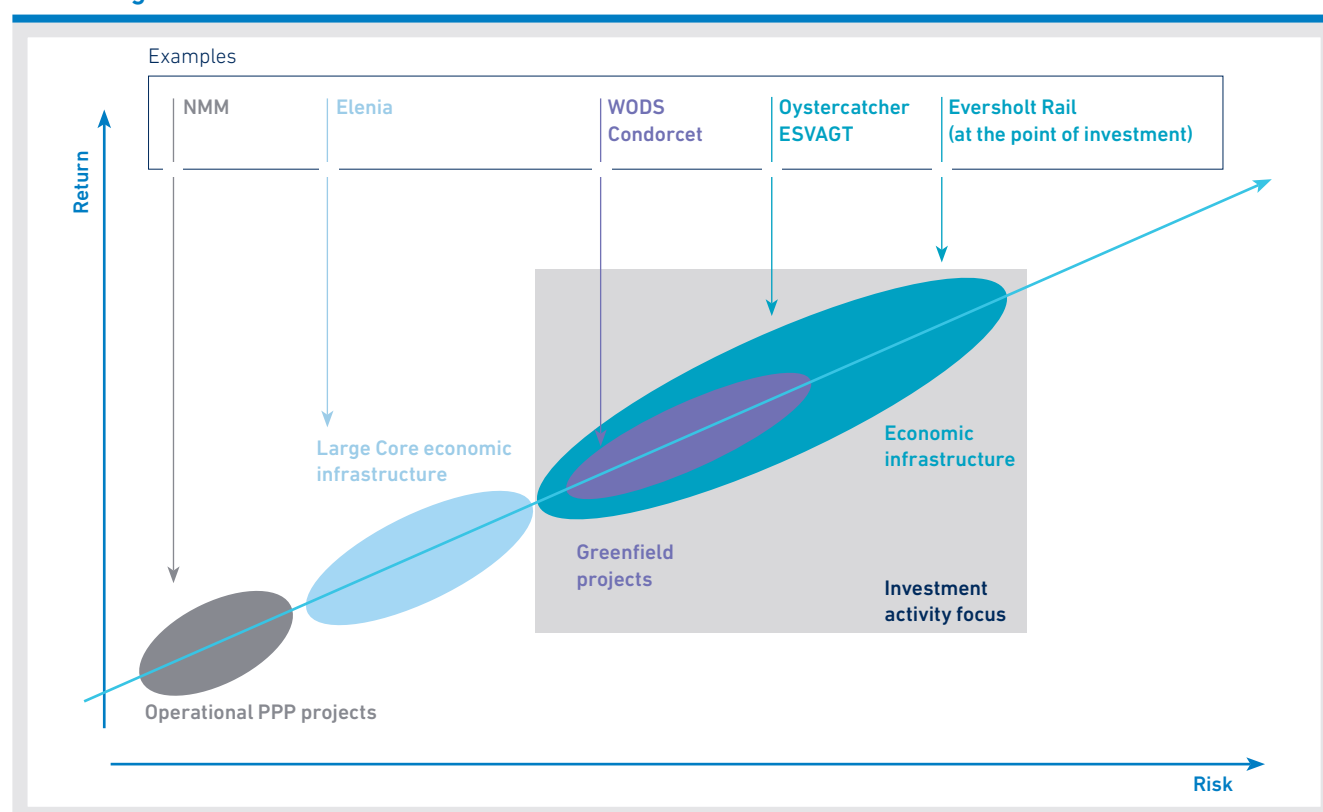 Examples
NMM
Elenia
WODS
Condorcet
Oystercatcher
ESVAGT
Eversholt Rail
(at the point of investment)
Return
Large Core economic
infrastructure
Economic
infrastructure
Greenfield
projects
Investment
activity focus
Operational PPP projects
Risk